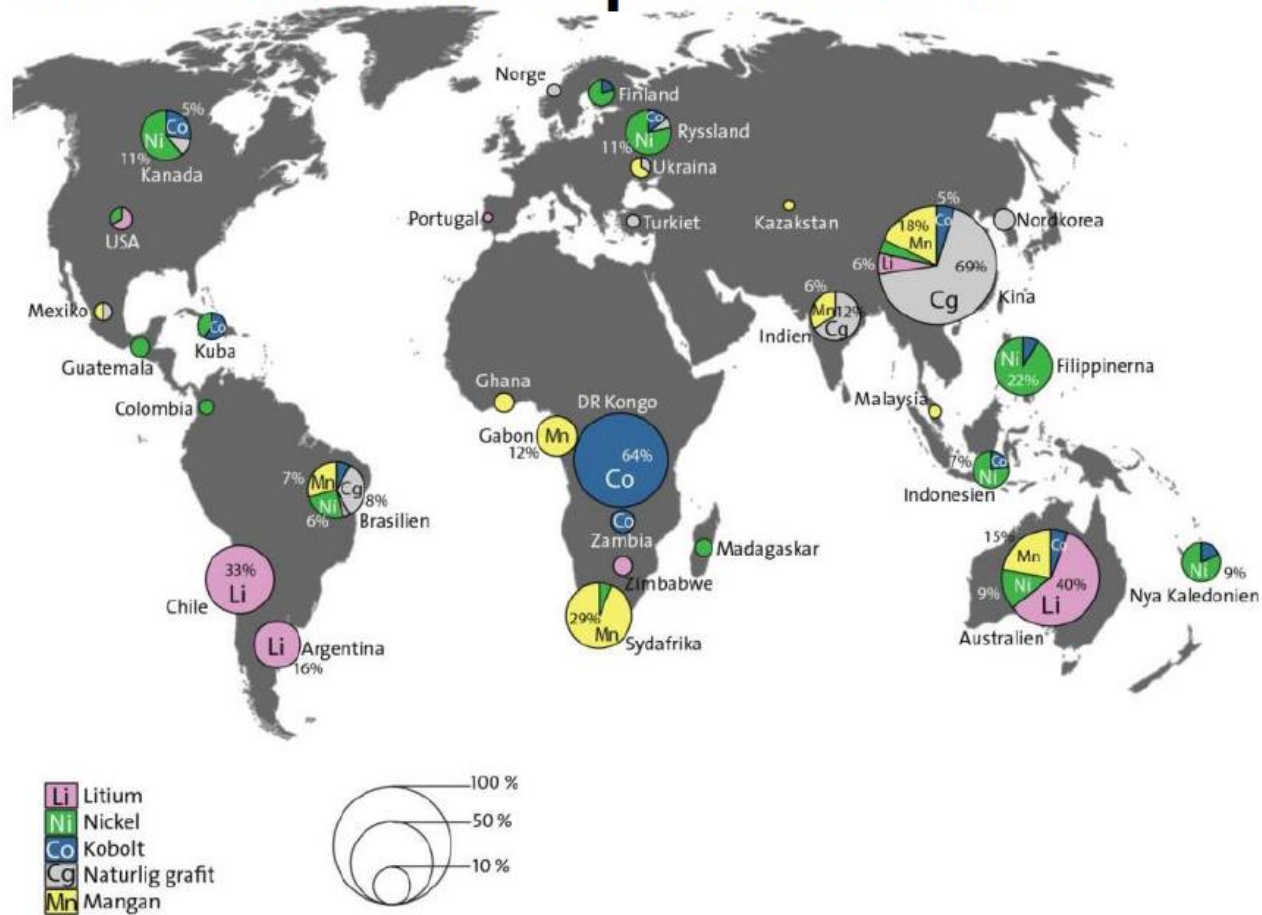 Norge
Finland
5%
Co
Ni
11%
Kanada
Co
Ni
Ryssland
11%
Ukraina
USA
Portugal
Turkiet
Kazakstan
5%
Co
18%
Mn
6%
Li
69%
Cg
Kina
Nordkorea
Mexiko
Co
Kuba
Guatemala
6%
Mn
12%
Cg
Indien
Ni
22%
Filippinerna
Colombia
Ghana
DR Kongo
Malaysia
Gabon
Mn
12%
64%
Co
7%
Co
Ni
Indonesien
7%
Mn
Cg
8%
Ni
6%
Brasilien
Co
Zambia
Madagaskar
Zimbabwe
15%
Mn
Co
Ni
9%
40%
Li
Australien
Ni
9%
Nya Kaledonien
33%
Li
Chile
29%
Mn
Sydafrika
Li
Argentina
16%
Li Litium
Ni Nickel
Co Kobolt
Cg Naturlig grafit
Mn Mangan
100 %
50 %
10 %